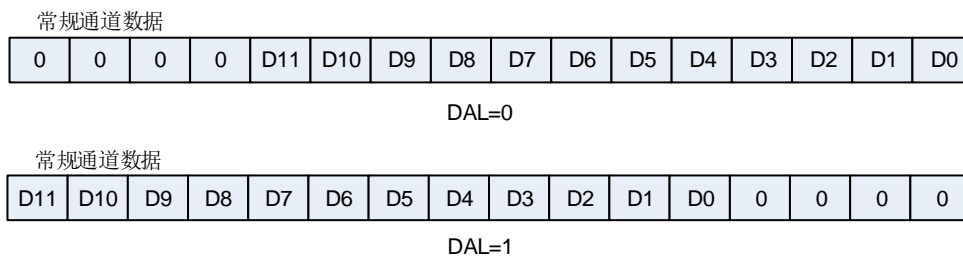 常规通道数据
0 0 0 0 D11 D10 D9 D8 D7 D6 D5 D4 D3 D2 D1 D0
DAL=0
常规通道数据
D11 D10 D9 D8 D7 D6 D5 D4 D3 D2 D1 D0 0 0 0 0
DAL=1